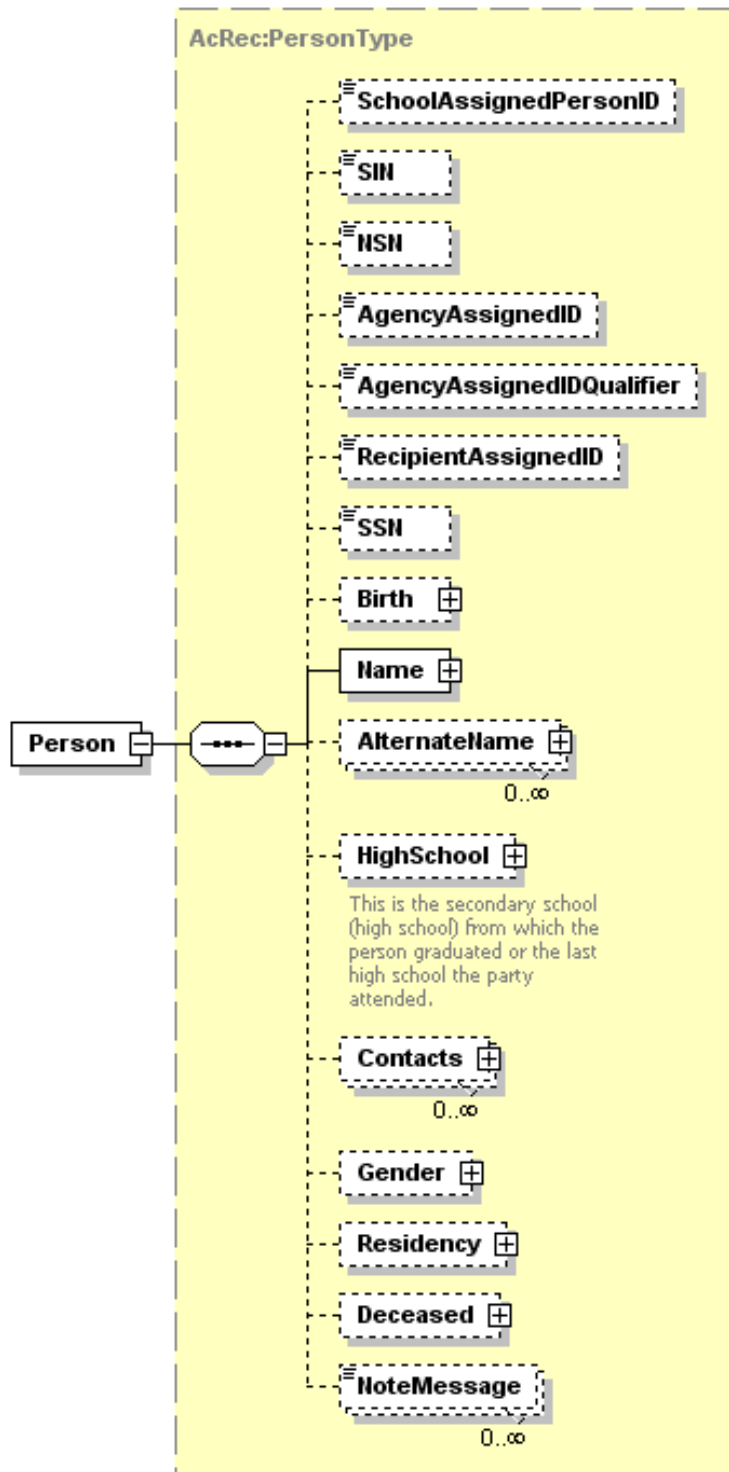 AcRec:PersonType
SchoolAssignedPersonID
SIN
NSN
AgencyAssignedID
AgencyAssignedIDQualifier
RecipientAssignedID
SSN
Birth
Name
Person
AlternateName
0..∞
HighSchool
This is the secondary school
(high school) from which the
person graduated or the last
high school the party
attended.
Contacts
0..∞
Gender
Residency
Deceased
NoteMessage
0..∞